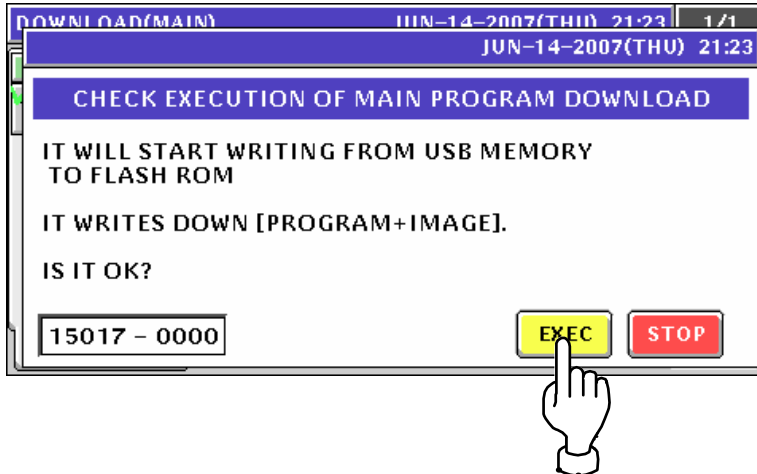 DOWNLOAD(MAIN) JUN-14-2007(THU) 21:23 1/1
JUN-14-2007(THU) 21:23
CHECK EXECUTION OF MAIN PROGRAM DOWNLOAD
IT WILL START WRITING FROM USB MEMORY
TO FLASH ROM
IT WRITES DOWN [PROGRAM+IMAGE].
IS IT OK?
15017 - 0000 EXEC STOP